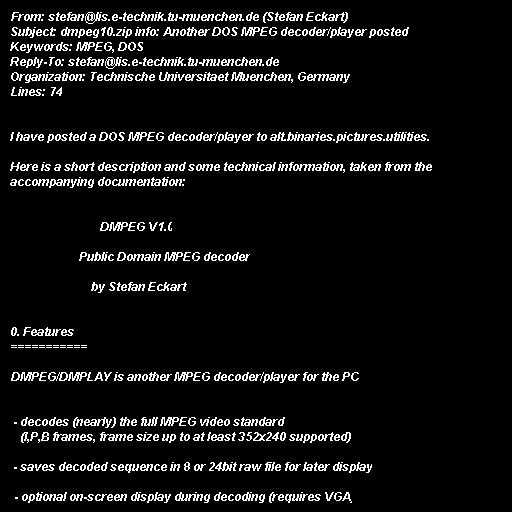 From: stefan@lis.e-technik.tu-muenchen.de (Stefan Eckart)
Subject: dmpeg10.zip info: Another DOS MPEG decoder/player posted
Keywords: MPEG, DOS
Reply-To: stefan@lis.e-technik.tu-muenchen.de
Organization: Technische Universitaet Muenchen, Germany
Lines: 74
I have posted a DOS MPEG decoder/player to alt.binaries.pictures.utilities.
Here is a short description and some technical information, taken from the
accompanying documentation:
DMPEG V1.0
Public Domain MPEG decoder
by Stefan Eckart
0. Features
===========
DMPEG/DMPLAY is another MPEG decoder/player for the PC
- decodes (nearly) the full MPEG video standard
(I,P,B frames, frame size up to at least 352x240 supported)
- saves decoded sequence in 8 or 24bit raw file for later display
- optional on-screen display during decoding (requires VGA